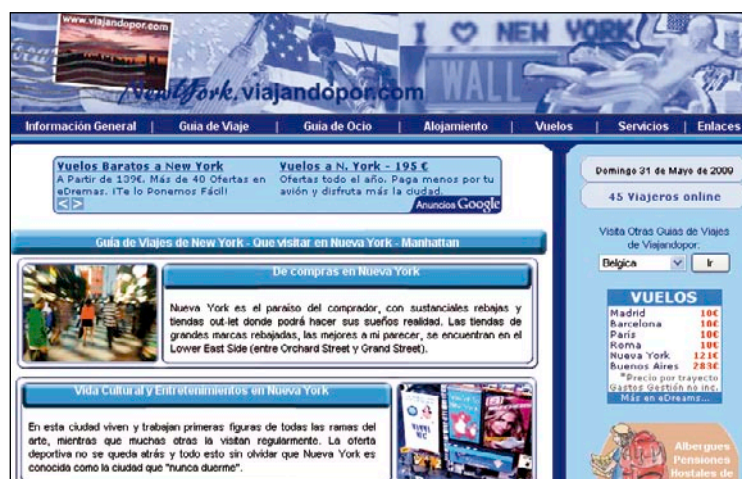 www.viajandopor.com
I ♡ NEW YORK
WALL
NewYork.viajandopor.com
Información General | Guia de Viaje | Guia de Ocio | Alojamiento | Vuelos | Servicios | Enlaces
Vuelos Baratos a New York
A Partir de 139€. Más de 40 Ofertas en
eDremas. ¡Te lo Ponemos Fácil!
Vuelos a N. York - 195 €
Ofertas todo el año. Paga menos por tu
avión y disfruta más la ciudad.
Anuncios Google
Guía de Viajes de New York - Que visitar en Nueva York - Manhattan
De compras en Nueva York
Nueva York es el paraiso del comprador, con sustanciales rebajas y
tiendas out-let donde podrá hacer sus sueños realidad. Las tiendas de
grandes marcas rebajadas, las mejores a mi parecer, se encuentran en el
Lower East Side (entre Orchard Street y Grand Street).
Vida Cultural y Entretenimientos en Nueva York
En esta ciudad viven y trabajan primeras figuras de todas las ramas del
arte, mientras que muchas otras la visitan regularmente. La oferta
deportiva no se queda atrás y todo esto sin olvidar que Nueva York es
conocida como la ciudad que "nunca duerme".
Domingo 31 de Mayo de 2009
45 Viajeros online
Visita Otras Guias de Viajes
de Viajandopor:
Belgica
Ir
VUELOS
Madrid 10€
Barcelona 10€
París 10€
Roma 10€
Nueva York 121€
Buenos Aires 283€
*Precio por trayecto
Gastos Gestión no inc.
Más en eDreams...
Albergues
Pensiones
Hostales de